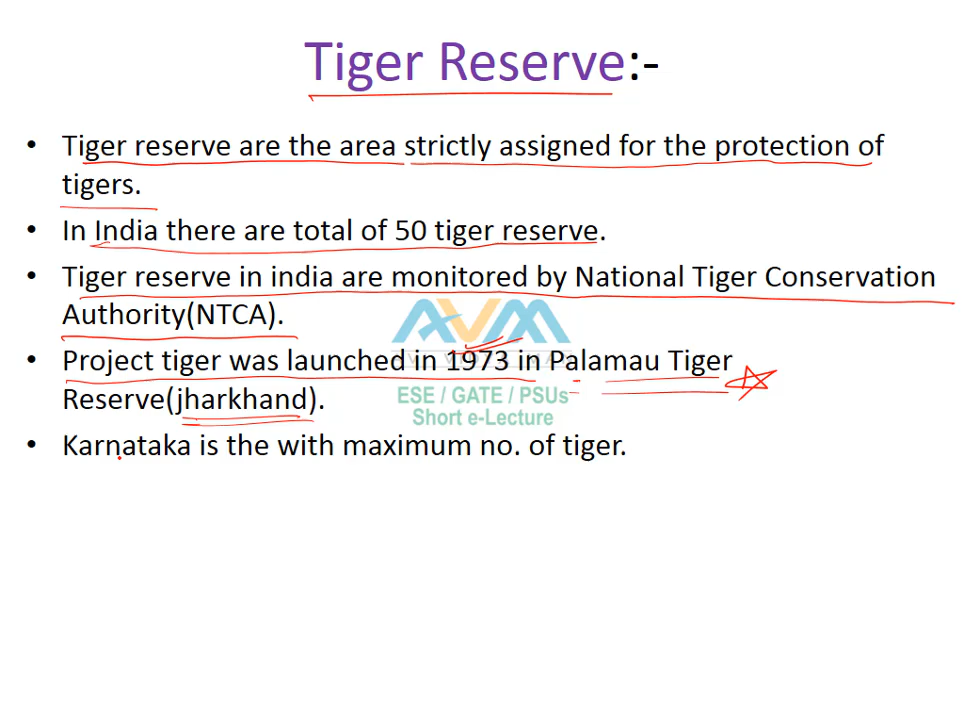 Tiger Reserve:-
• Tiger reserve are the area strictly assigned for the protection of
tigers.
• In India there are total of 50 tiger reserve.
• Tiger reserve in india are monitored by National Tiger Conservation
Authority(NTCA).
AVM
• Project tiger was launched in 1973 in Palamau Tiger
Reserve(jharkhand).
ESE / GATE / PSUs
Short e-Lecture
• Karnataka is the with maximum no. of tiger.